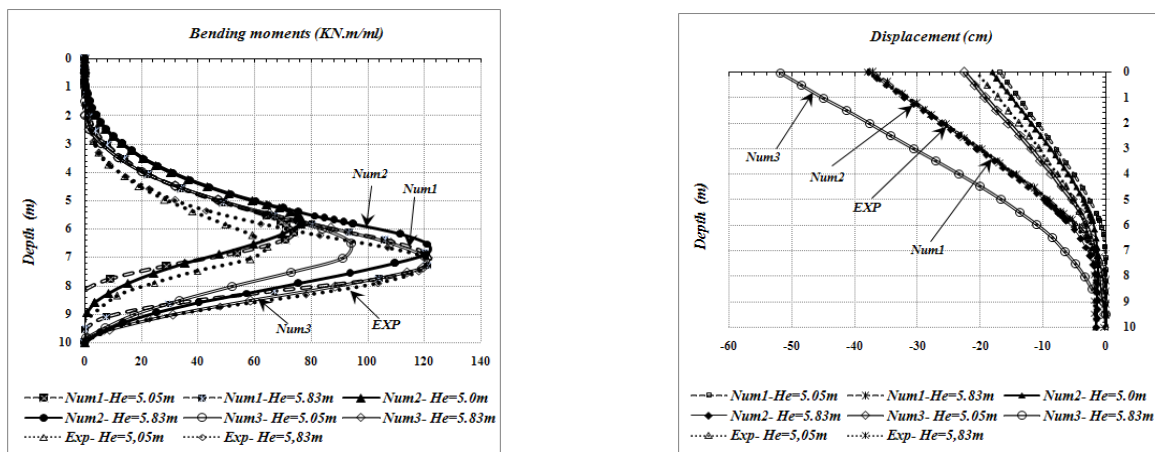 Bending moments (KN.m/ml)
0
1
2
3
4
5
6
7
8
9
10
Depth (m)
Num2
Num1
Num3
EXP
0 20 40 60 80 100 120 140
Num1-He=5.05m Num1-He=5.83m Num2- He=5.0m
Num2- He=5.83m Num3- He=5.05m Num3- He=5.83m
Exp- He=5,05m Exp- He=5,83m
Displacement (cm)
0
1
2
3
4
5
6
7
8
9
10
Depth (m)
Num3
Num2
EXP
Num1
-60 -50 -40 -30 -20 -10 0
Num1-He=5.05m Num1-He=5.83m Num2- He=5.0m
Num2- He=5.83m Num3- He=5.05m Num3- He=5.83m
Exp- He=5,05m Exp- He=5,83m